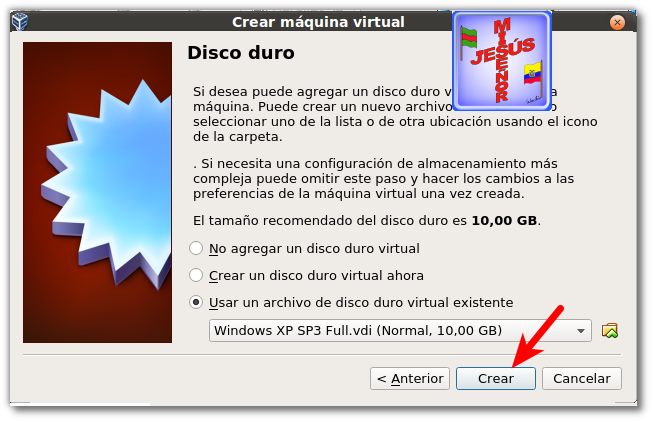 Crear máquina virtual
MI SEÑOR
JESÚS
Disco duro
Si desea puede agregar un disco duro v a
máquina. Puede crear un nuevo archivo o
seleccionar uno de la lista o de otra ubicación usando el icono
de la carpeta.
. Si necesita una configuración de almacenamiento más
compleja puede omitir este paso y hacer los cambios a las
preferencias de la máquina virtual una vez creada.
El tamaño recomendado del disco duro es 10,00 GB.
No agregar un disco duro virtual
Crear un disco duro virtual ahora
Usar un archivo de disco duro virtual existente
Windows XP SP3 Full.vdi (Normal, 10,00 GB)
< Anterior
Crear
Cancelar